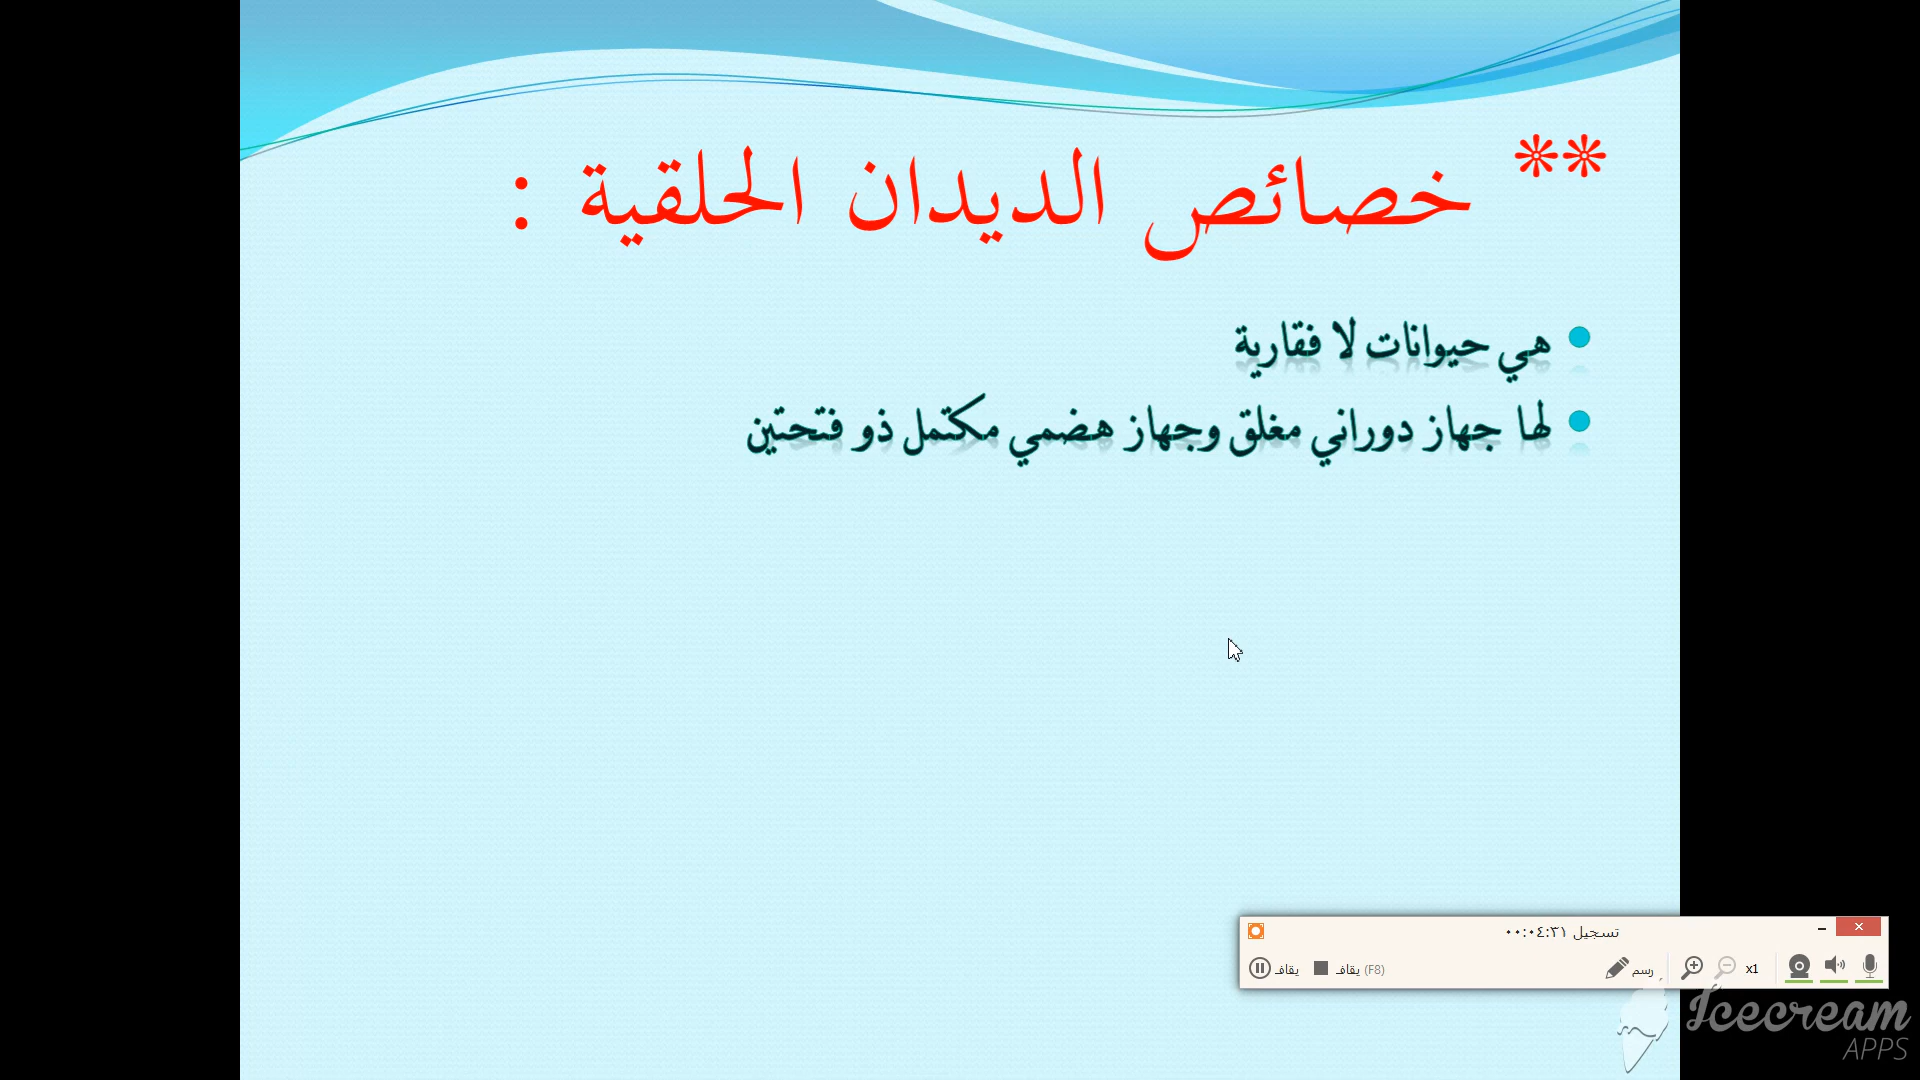 ** خصائص الديدان الحلقية :
هي حيوانات لا فقارية
لها جهاز دوراني مغلق وجهاز هضمي مكتمل ذو فتحتين
تسجيل ٠٠:٠٤:٣١
يقاف يقاف (F8) رسم x1
Icecream
APPS